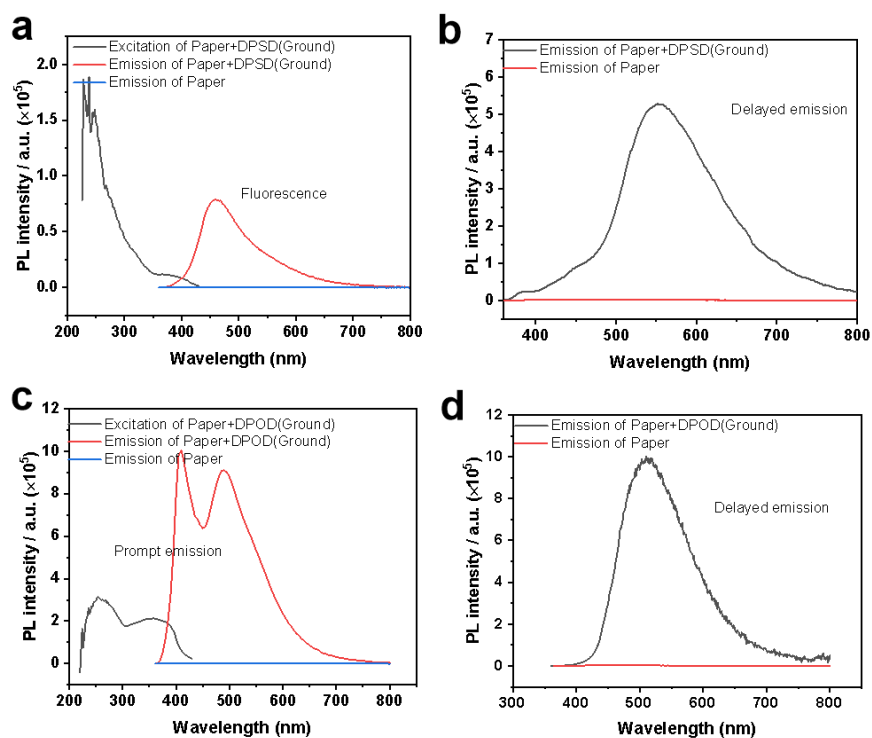 a
Excitation of Paper+DPSD(Ground)
Emission of Paper+DPSD(Ground)
Emission of Paper
Fluorescence
PL intensity / a.u. (×10⁵)
2.0
1.5
1.0
0.5
0.0
200 300 400 500 600 700 800
Wavelength (nm)
b
Emission of Paper+DPSD(Ground)
Emission of Paper
Delayed emission
PL intensity / a.u. (×10⁵)
7
6
5
4
3
2
1
0
400 500 600 700 800
Wavelength (nm)
c
Excitation of Paper+DPOD(Ground)
Emission of Paper+DPOD(Ground)
Emission of Paper
Prompt emission
PL intensity / a.u. (×10⁵)
12
10
8
6
4
2
0
200 300 400 500 600 700 800
Wavelength (nm)
d
Emission of Paper+DPOD(Ground)
Emission of Paper
Delayed emission
PL intensity / a.u. (×10⁵)
12
10
8
6
4
2
0
300 400 500 600 700 800
Wavelength (nm)